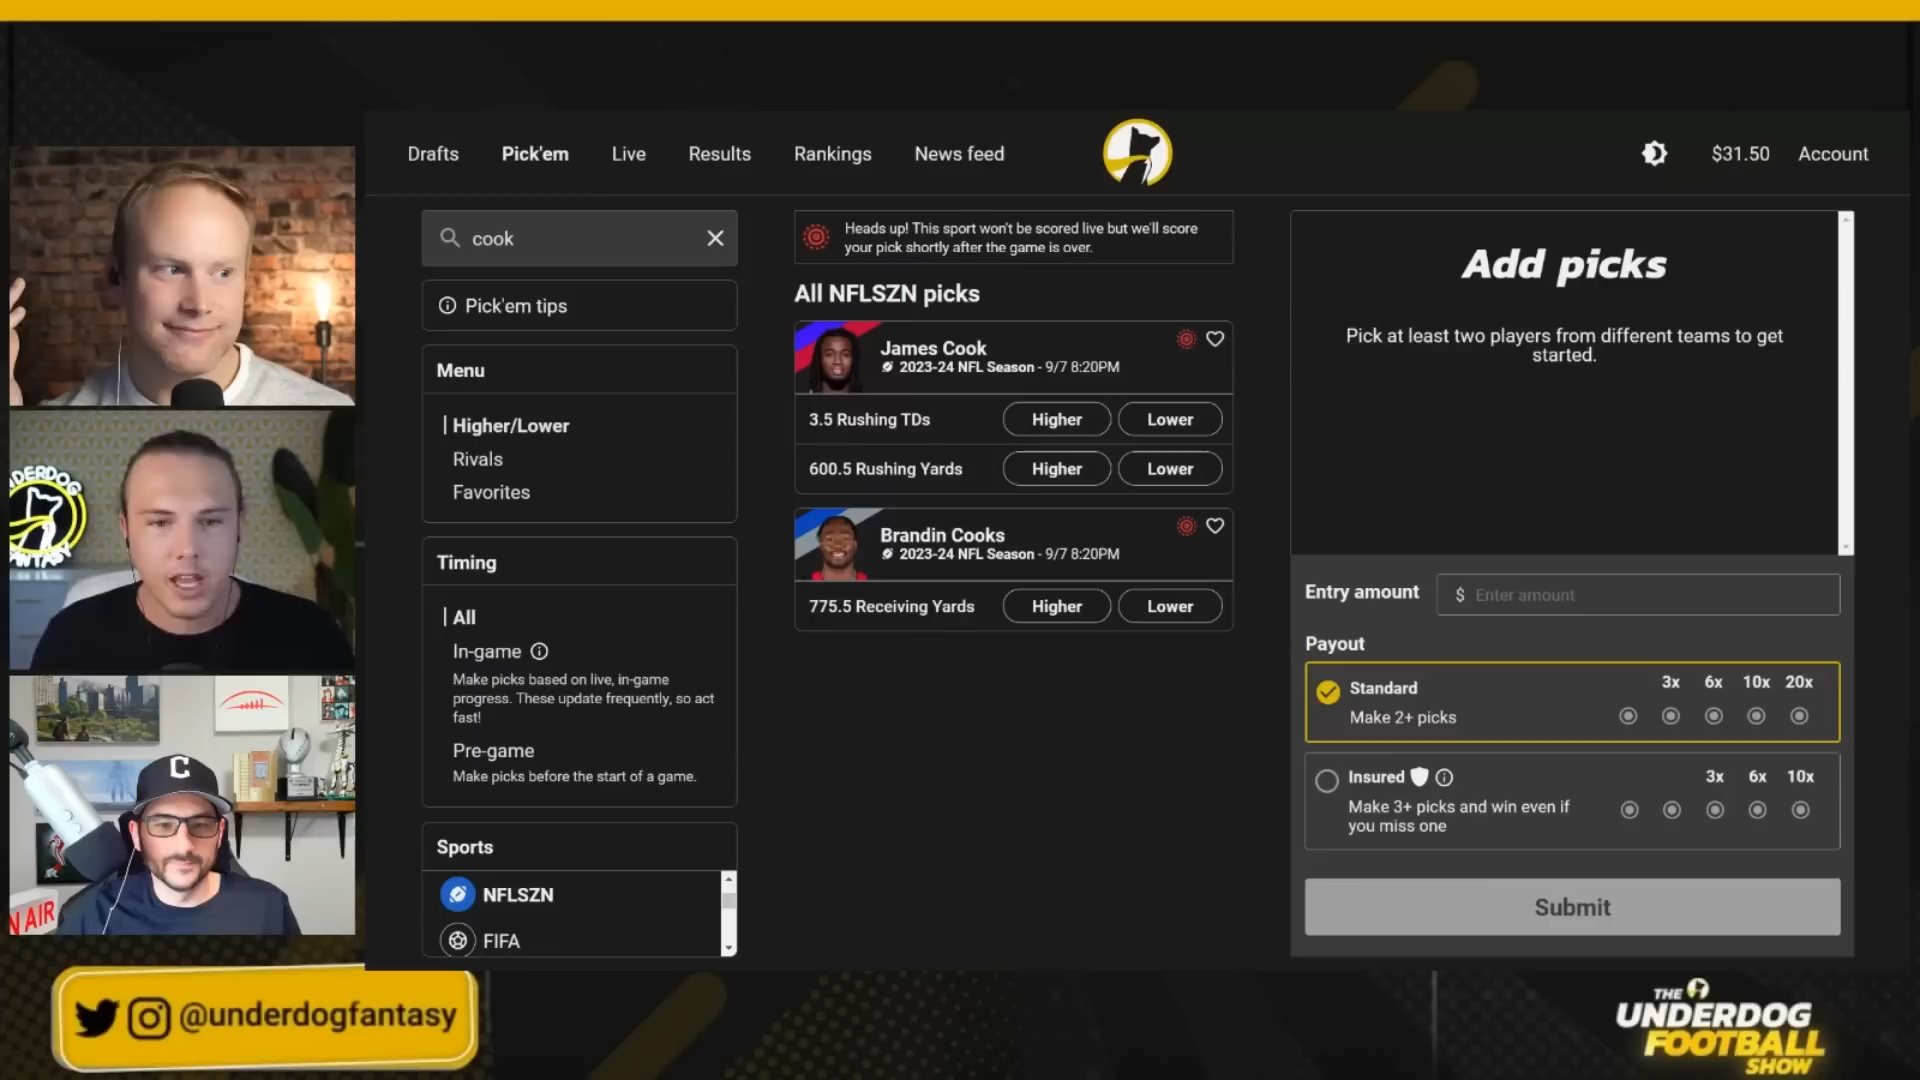 Drafts
Pick'em
Live
Results
Rankings
News feed
$31.50
Account
cook
Pick'em tips
Menu
Higher/Lower
Rivals
Favorites
Timing
All
In-game
Make picks based on live, in-game
progress. These update frequently, so act
fast!
Pre-game
Make picks before the start of a game.
Sports
NFLSZN
FIFA
Heads up! This sport won't be scored live but we'll score
your pick shortly after the game is over.
All NFLSZN picks
James Cook
2023-24 NFL Season - 9/7 8:20PM
3.5 Rushing TDs
Higher
Lower
600.5 Rushing Yards
Higher
Lower
Brandin Cooks
2023-24 NFL Season - 9/7 8:20PM
775.5 Receiving Yards
Higher
Lower
Add picks
Pick at least two players from different teams to get
started.
Entry amount
$ Enter amount
Payout
Standard
3x 6x 10x 20x
Make 2+ picks
Insured
3x 6x 10x
Make 3+ picks and win even if
you miss one
Submit
NDERDOG
FANTASY
C
N AIR
@underdogfantasy
THE
UNDERDOG
FOOTBALL
SHOW